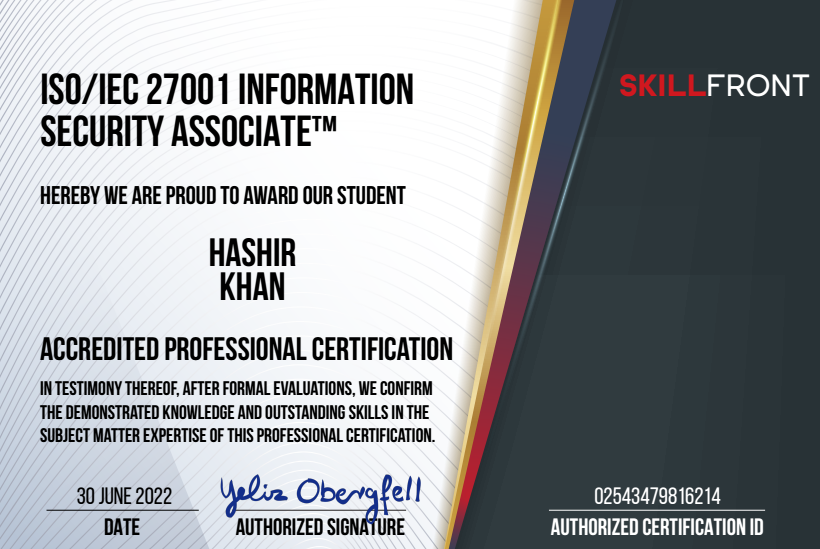 ISO/IEC 27001 INFORMATION
SECURITY ASSOCIATE™
SKILLFRONT
HEREBY WE ARE PROUD TO AWARD OUR STUDENT
HASHIR
KHAN
ACCREDITED PROFESSIONAL CERTIFICATION
IN TESTIMONY THEREOF, AFTER FORMAL EVALUATIONS, WE CONFIRM
THE DEMONSTRATED KNOWLEDGE AND OUTSTANDING SKILLS IN THE
SUBJECT MATTER EXPERTISE OF THIS PROFESSIONAL CERTIFICATION.
30 JUNE 2022
DATE
Yeliz Obergfell
AUTHORIZED SIGNATURE
02543479816214
AUTHORIZED CERTIFICATION ID